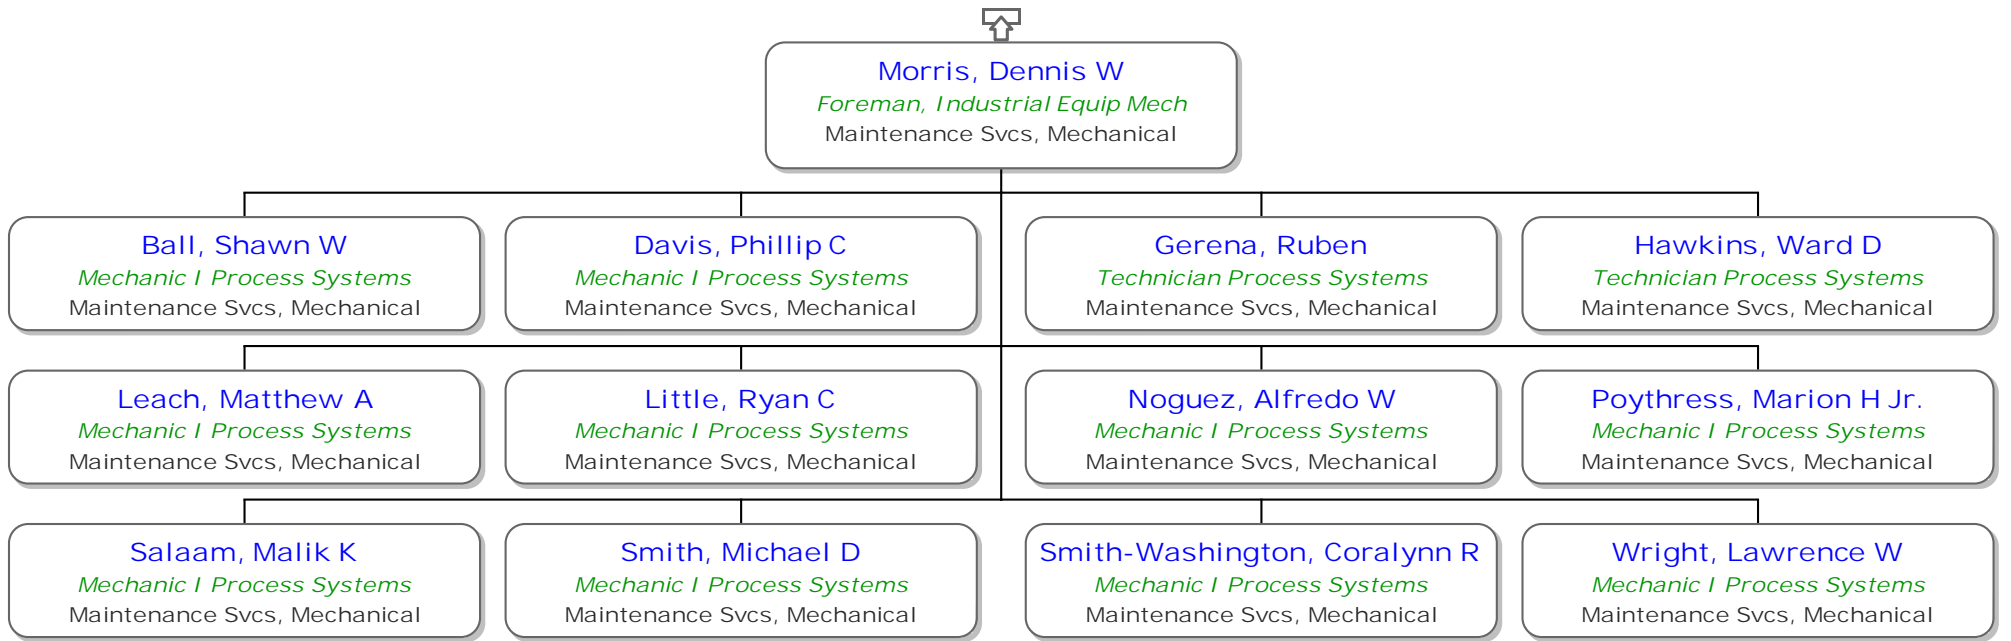 Morris, Dennis W
Foreman, Industrial Equip Mech
Maintenance Svcs, Mechanical
Ball, Shawn W
Mechanic I Process Systems
Maintenance Svcs, Mechanical
Davis, Phillip C
Mechanic I Process Systems
Maintenance Svcs, Mechanical
Gerena, Ruben
Technician Process Systems
Maintenance Svcs, Mechanical
Hawkins, Ward D
Technician Process Systems
Maintenance Svcs, Mechanical
Leach, Matthew A
Mechanic I Process Systems
Maintenance Svcs, Mechanical
Little, Ryan C
Mechanic I Process Systems
Maintenance Svcs, Mechanical
Noguez, Alfredo W
Mechanic I Process Systems
Maintenance Svcs, Mechanical
Poythress, Marion H Jr.
Mechanic I Process Systems
Maintenance Svcs, Mechanical
Salaam, Malik K
Mechanic I Process Systems
Maintenance Svcs, Mechanical
Smith, Michael D
Mechanic I Process Systems
Maintenance Svcs, Mechanical
Smith-Washington, Coralynn R
Mechanic I Process Systems
Maintenance Svcs, Mechanical
Wright, Lawrence W
Mechanic I Process Systems
Maintenance Svcs, Mechanical